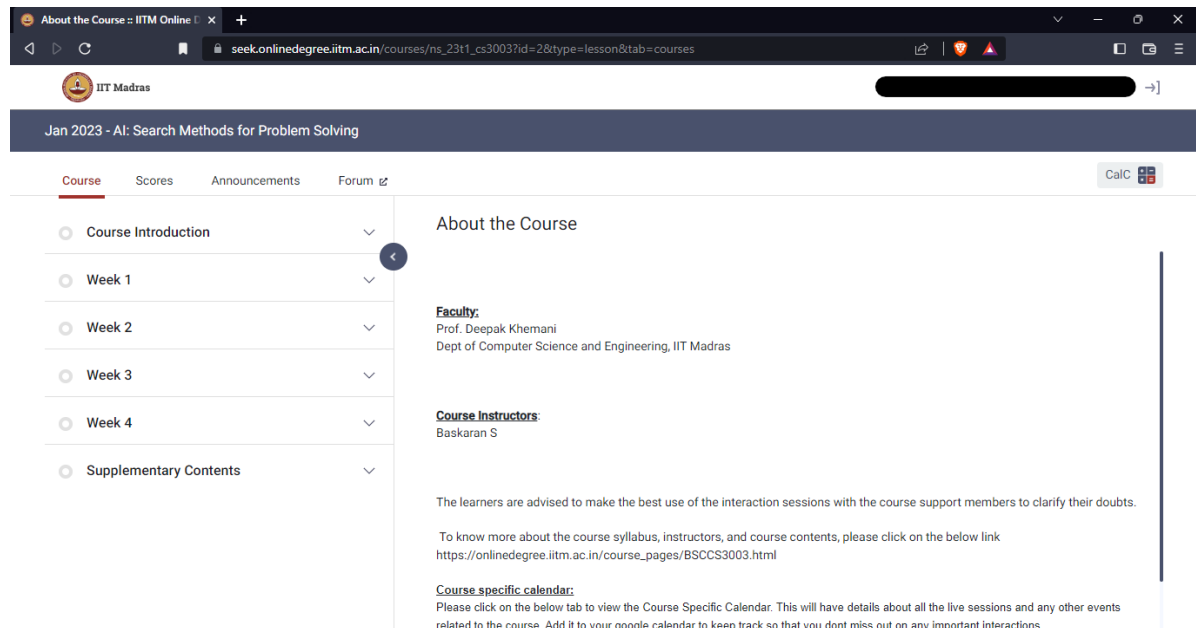 About the Course :: IITM Online D
seek.onlinedegree.iitm.ac.in/courses/ns_23t1_cs3003?id=2&type=lesson&tab=courses
IIT Madras
Jan 2023 - AI: Search Methods for Problem Solving
Course Scores Announcements Forum
CalC
Course Introduction
Week 1
Week 2
Week 3
Week 4
Supplementary Contents
About the Course
Faculty:
Prof. Deepak Khemani
Dept of Computer Science and Engineering, IIT Madras
Course Instructors:
Baskaran S
The learners are advised to make the best use of the interaction sessions with the course support members to clarify their doubts.
To know more about the course syllabus, instructors, and course contents, please click on the below link
https://onlinedegree.iitm.ac.in/course_pages/BSCCS3003.html
Course specific calendar:
Please click on the below tab to view the Course Specific Calendar. This will have details about all the live sessions and any other events
related to the course. Add it to your google calendar to keep track so that you dont miss out on any important interactions